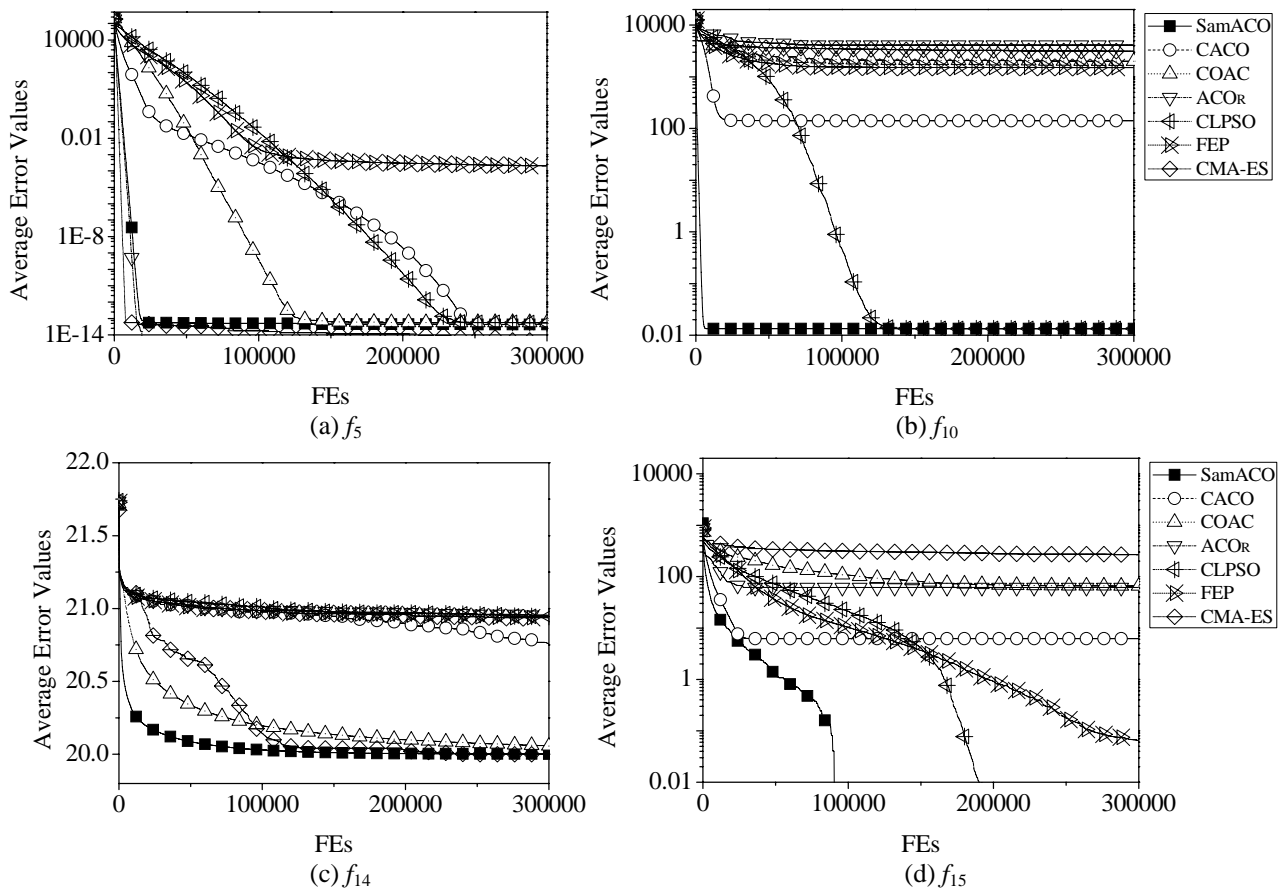 10000
0.01
1E-8
1E-14
0
100000
200000
300000
Average Error Values
FEs
(a) f5
10000
100
1
0.01
0
100000
200000
300000
Average Error Values
FEs
(b) f10
SamACO
CACO
COAC
ACOR
CLPSO
FEP
CMA-ES
22.0
21.5
21.0
20.5
20.0
0
100000
200000
300000
Average Error Values
FEs
(c) f14
10000
100
1
0.01
0
100000
200000
300000
Average Error Values
FEs
(d) f15
SamACO
CACO
COAC
ACOR
CLPSO
FEP
CMA-ES